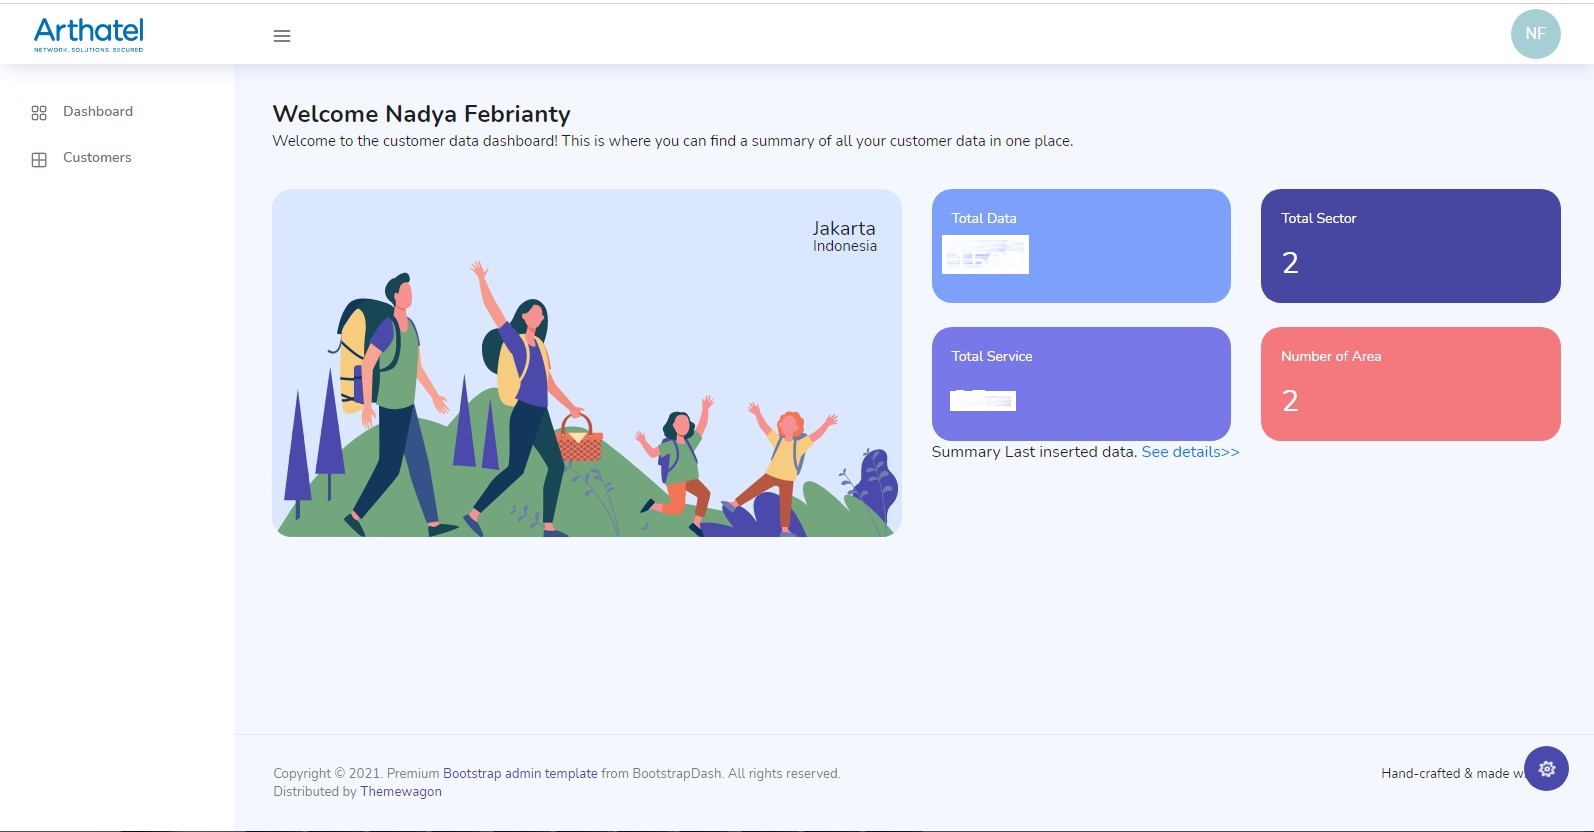 Arthatel
NETWORK. SOLUTIONS. SECURED
NF
Dashboard
Customers
Welcome Nadya Febrianty
Welcome to the customer data dashboard! This is where you can find a summary of all your customer data in one place.
Jakarta
Indonesia
Total Data
Total Sector
2
Total Service
Number of Area
2
Summary Last inserted data. See details>>
Copyright © 2021. Premium Bootstrap admin template from BootstrapDash. All rights reserved.
Distributed by Themewagon
Hand-crafted & made